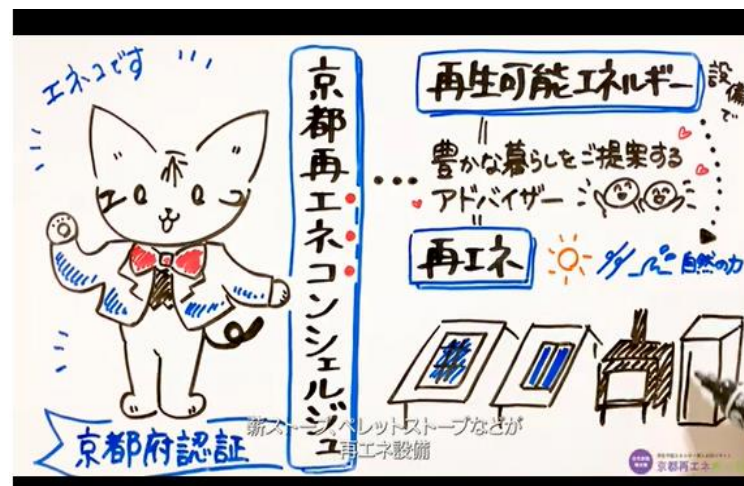 エネコです
京都再エネコンシェルジュ
京都府認証
再生可能エネルギー
設備で
豊かな暮らしをご提案する
アドバイザー
再エネ
自然の力
薪ストーブ、ペレットストーブなどが
再エネ設備
京都再エネ